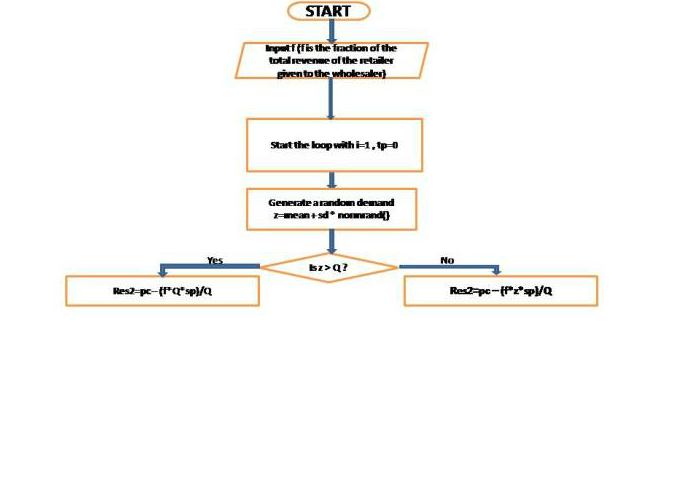 START
Input f (f is the fraction of the
total revenue of the retailer
given to the wholesaler)
Start the loop with i=1 , tp=0
Generate a random demand
z=mean + sd * normrand()
Yes
Is z > Q ?
No
Res2=pc – (f*Q*sp)/Q
Res2=pc – (f*z*sp)/Q